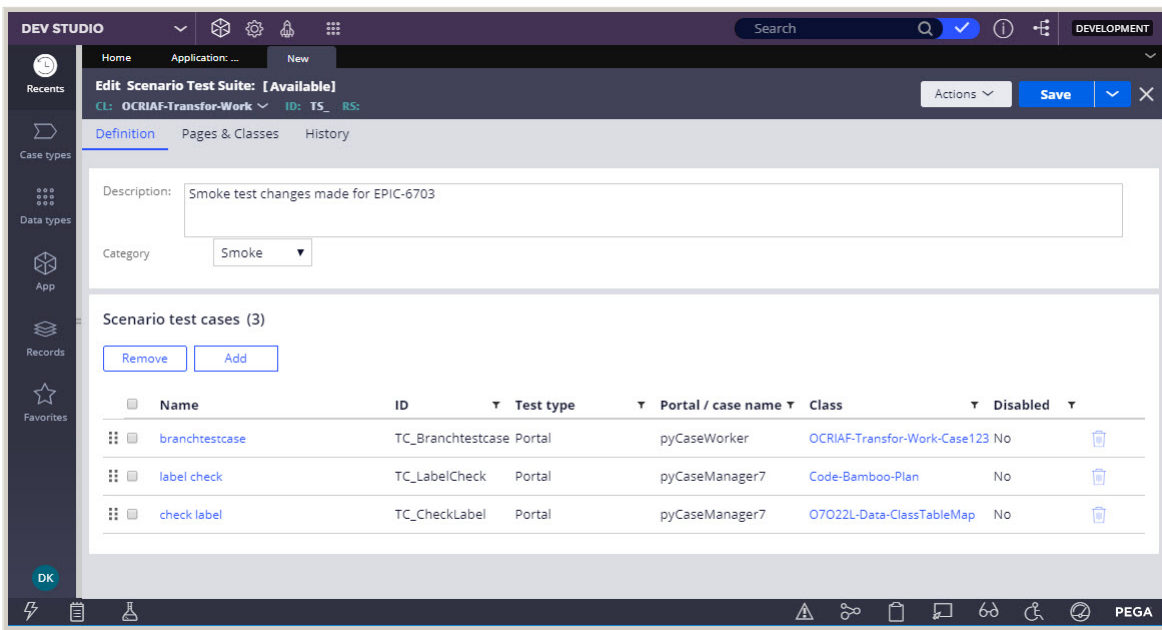 DEV STUDIO Search DEVELOPMENT
Recents Home Application: ... New
Edit Scenario Test Suite: [Available]
CL: OCRIAF-Transfor-Work ID: TS_ RS: Actions Save
Definition Pages & Classes History
Case types
Data types
App
Records
Favorites
DK
Description: Smoke test changes made for EPIC-6703
Category Smoke
Scenario test cases (3)
Remove Add
Name ID Test type Portal / case name Class Disabled
branchtestcase TC_Branchtestcase Portal pyCaseWorker OCRIAF-Transfor-Work-Case123 No
label check TC_LabelCheck Portal pyCaseManager7 Code-Bamboo-Plan No
check label TC_CheckLabel Portal pyCaseManager7 O7O22L-Data-ClassTableMap No
PEGA